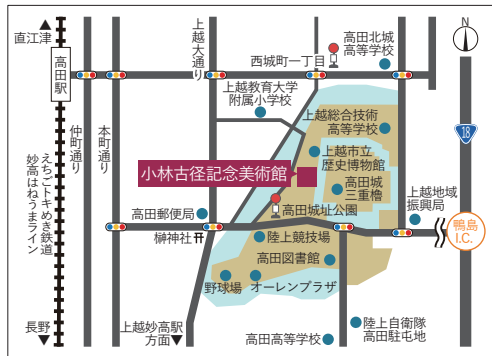 ▲
直江津
高田駅
えちごトキめき鉄道
妙高はねうまライン
長野
▼
仲町通り
本町通り
上越大通り
西城町一丁目
高田北城
高等学校
N
上越教育大学
附属小学校
上越総合技術
高等学校
18
上越市立
歴史博物館
小林古径記念美術館
高田城
三重櫓
上越地域
振興局
高田郵便局
高田城址公園
榊神社
鴨島
I.C.
陸上競技場
高田図書館
野球場
オーレンプラザ
上越妙高駅
方面▼
高田高等学校
陸上自衛隊
高田駐屯地